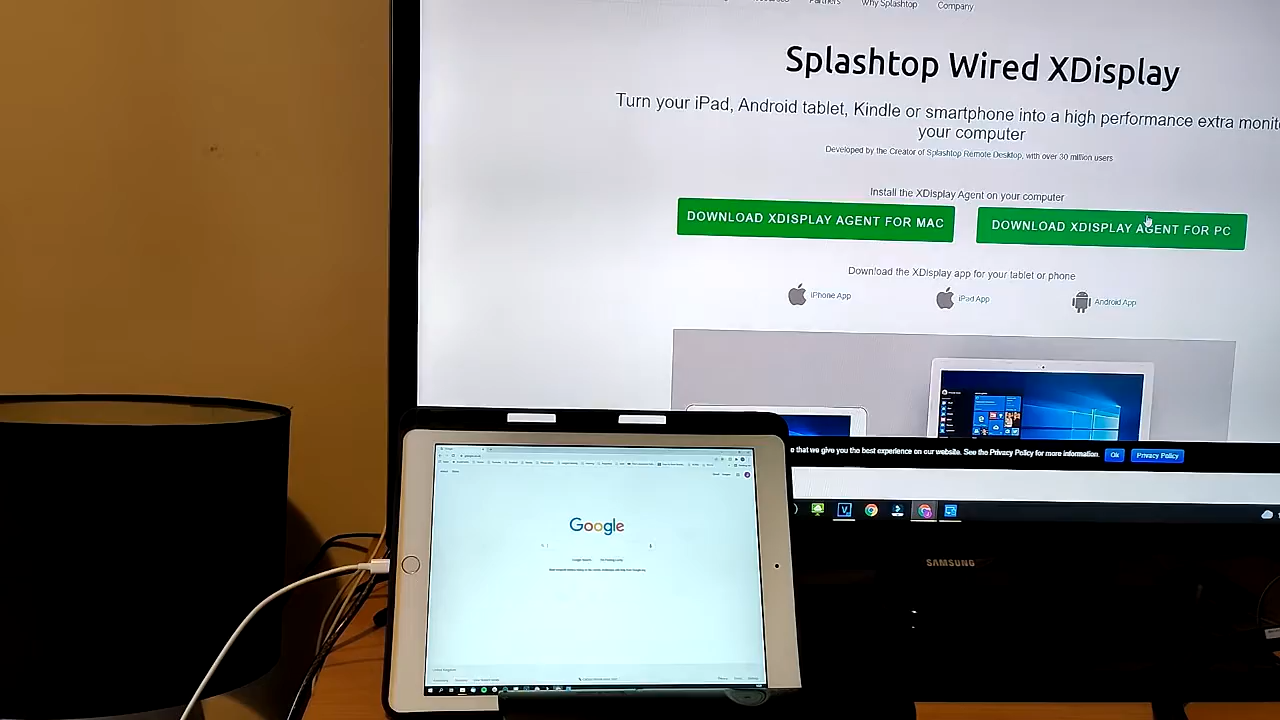 Partners Why Splashtop Company
Splashtop Wired XDisplay
Turn your iPad, Android tablet, Kindle or smartphone into a high performance extra
your computer
Developed by the Creator of Splashtop Remote Desktop, with over 30 million users
Install the XDisplay Agent on your computer
DOWNLOAD XDISPLAY AGENT FOR MAC
DOWNLOAD XDISPLAY AGENT FOR PC
Download the XDisplay app for your tablet or phone
iPhone App
iPad App
Android App
e that we give you the best experience on our website. See the Privacy Policy for more information. Ok Privacy Policy
SAMSUNG
Google